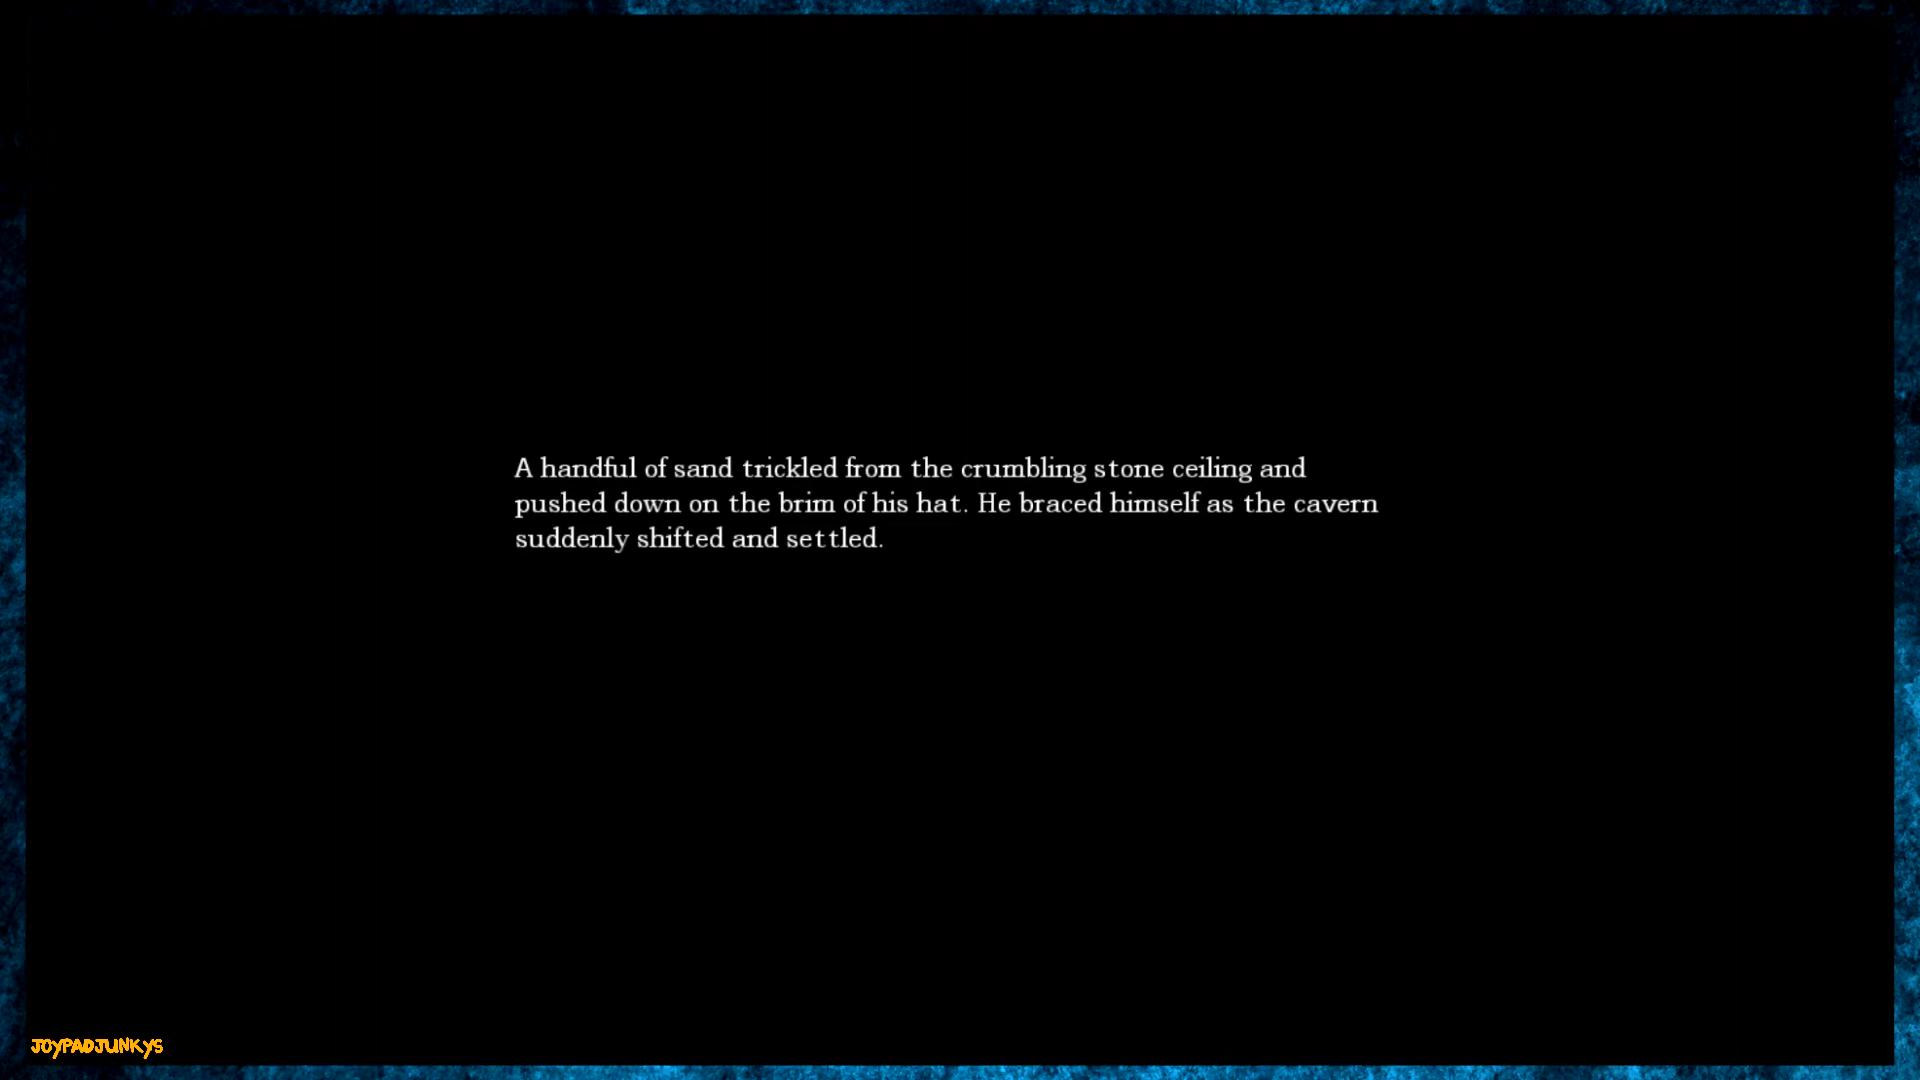 A handful of sand trickled from the crumbling stone ceiling and
pushed down on the brim of his hat. He braced himself as the cavern
suddenly shifted and settled.
JOYPADJUNKYS